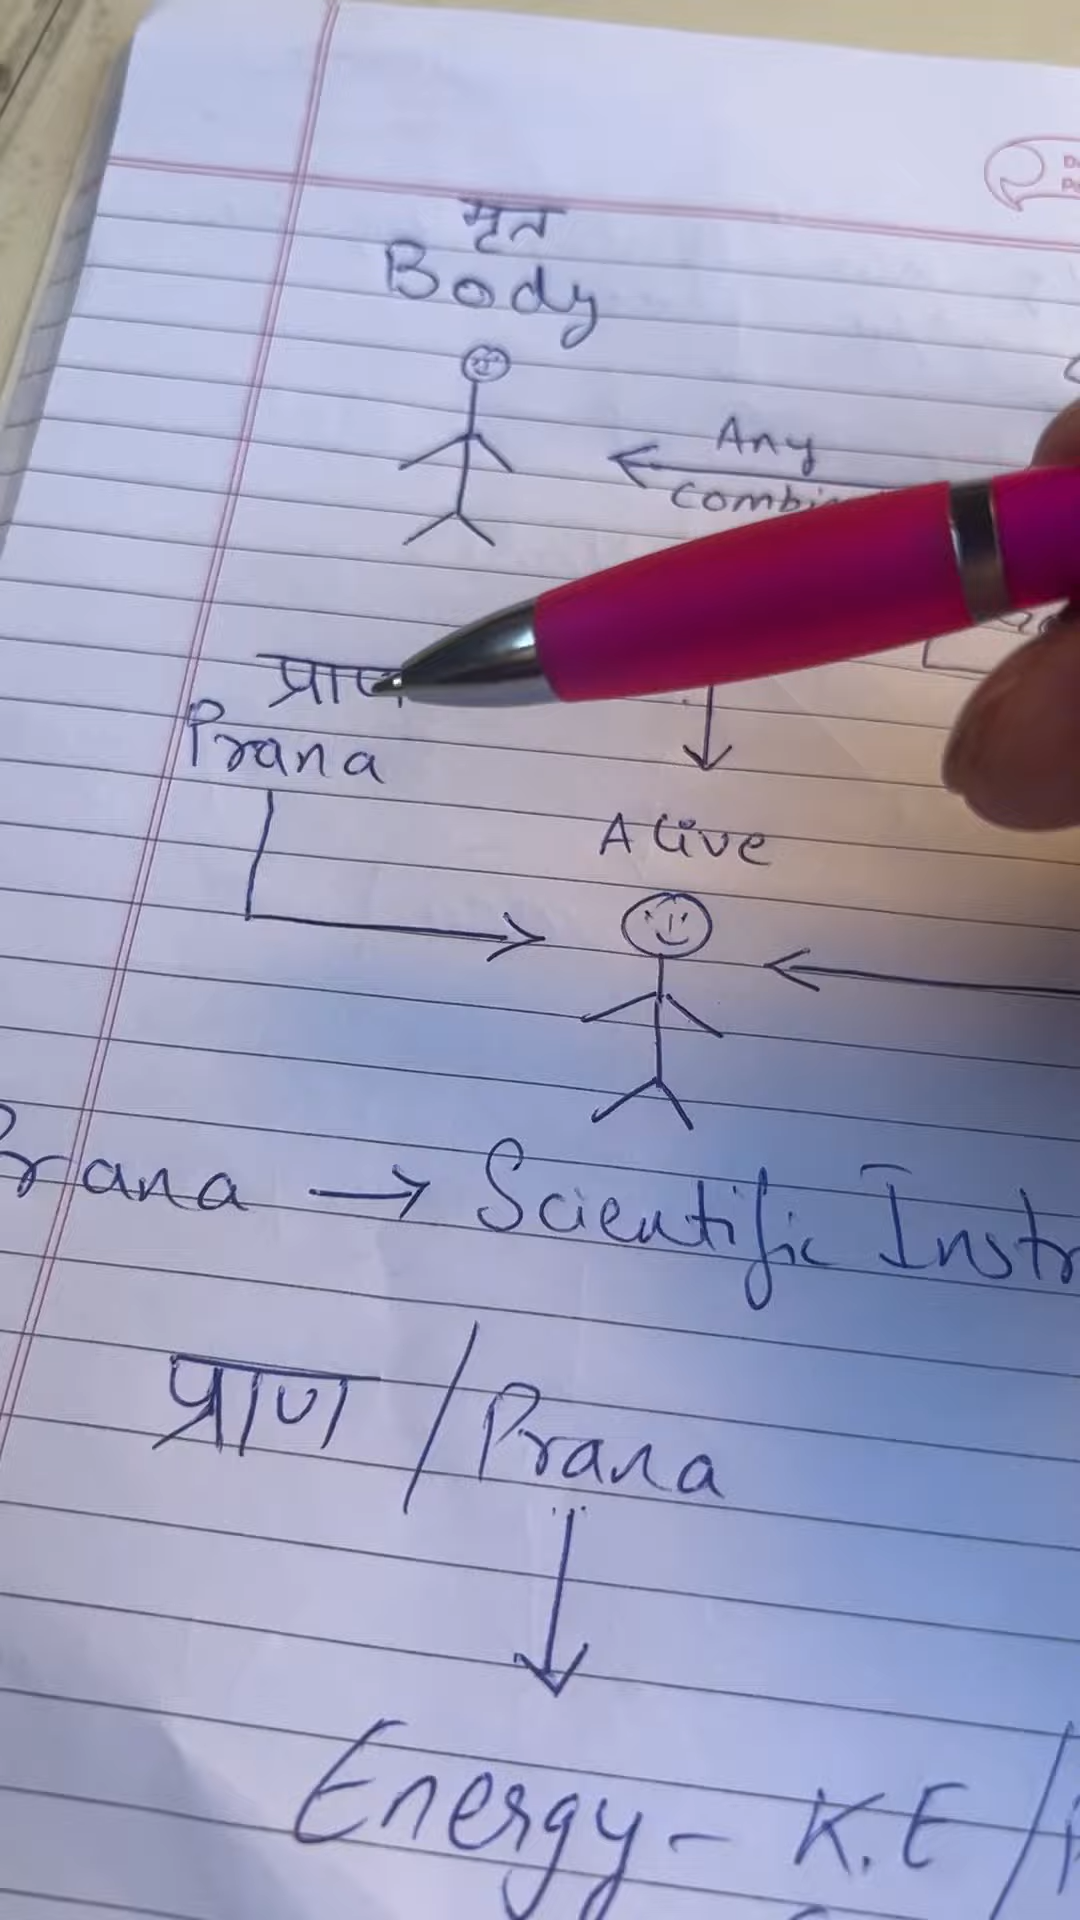 मृत
Body
Any
प्राण
Prana
Alive
Prana → Scientific
प्राण / Prana
Energy - K.E /